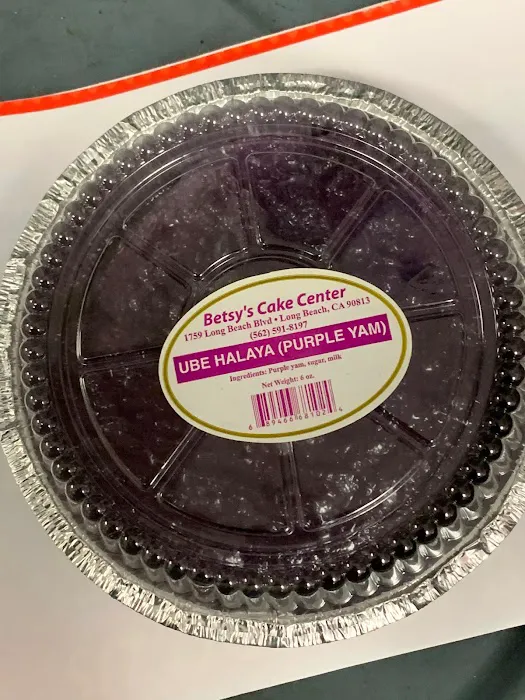 Betsy's Cake Center
1759 Long Beach Blvd • Long Beach, CA 90813
(562) 591-8197
UBE HALAYA (PURPLE YAM)
Ingredients: Purple yam, sugar, milk
Net Weight: 6 oz.